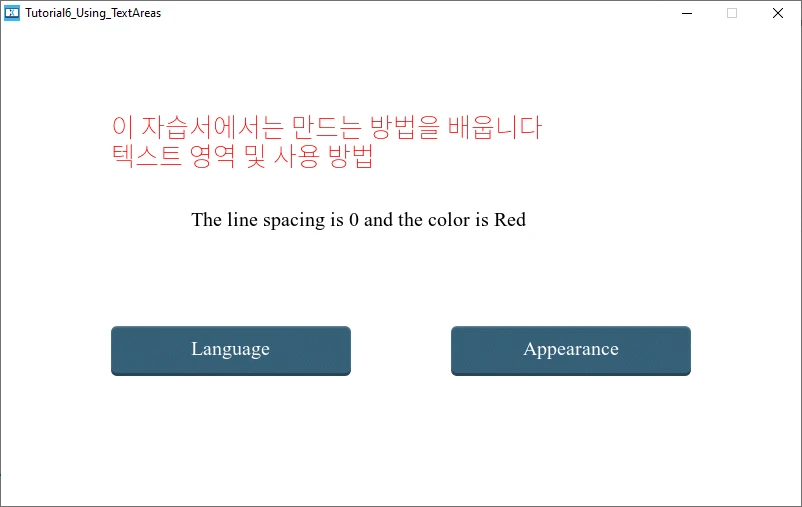 Tutorial6_Using_TextAreas
이 자습서에서는 만드는 방법을 배웁니다
텍스트 영역 및 사용 방법
The line spacing is 0 and the color is Red
Language
Appearance